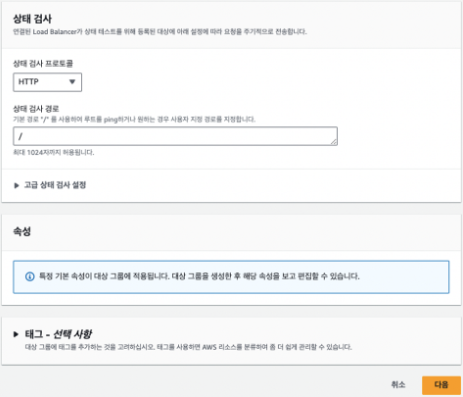 상태 검사
연결된 Load Balancer가 상태 테스트를 위해 등록된 대상에 아래 설정에 따라 요청을 주기적으로 전송합니다.
상태 검사 프로토콜
HTTP
상태 검사 경로
기본 경로 "/" 를 사용하여 루트를 ping하거나 원하는 경우 사용자 지정 경로를 지정합니다.
/
최대 1024자까지 허용됩니다.
고급 상태 검사 설정
속성
특정 기본 속성이 대상 그룹에 적용됩니다. 대상 그룹을 생성한 후 해당 속성을 보고 편집할 수 있습니다.
태그 - 선택 사항
대상 그룹에 태그를 추가하는 것을 고려하십시오. 태그를 사용하면 AWS 리소스를 분류하여 좀 더 쉽게 관리할 수 있습니다.
취소 다음